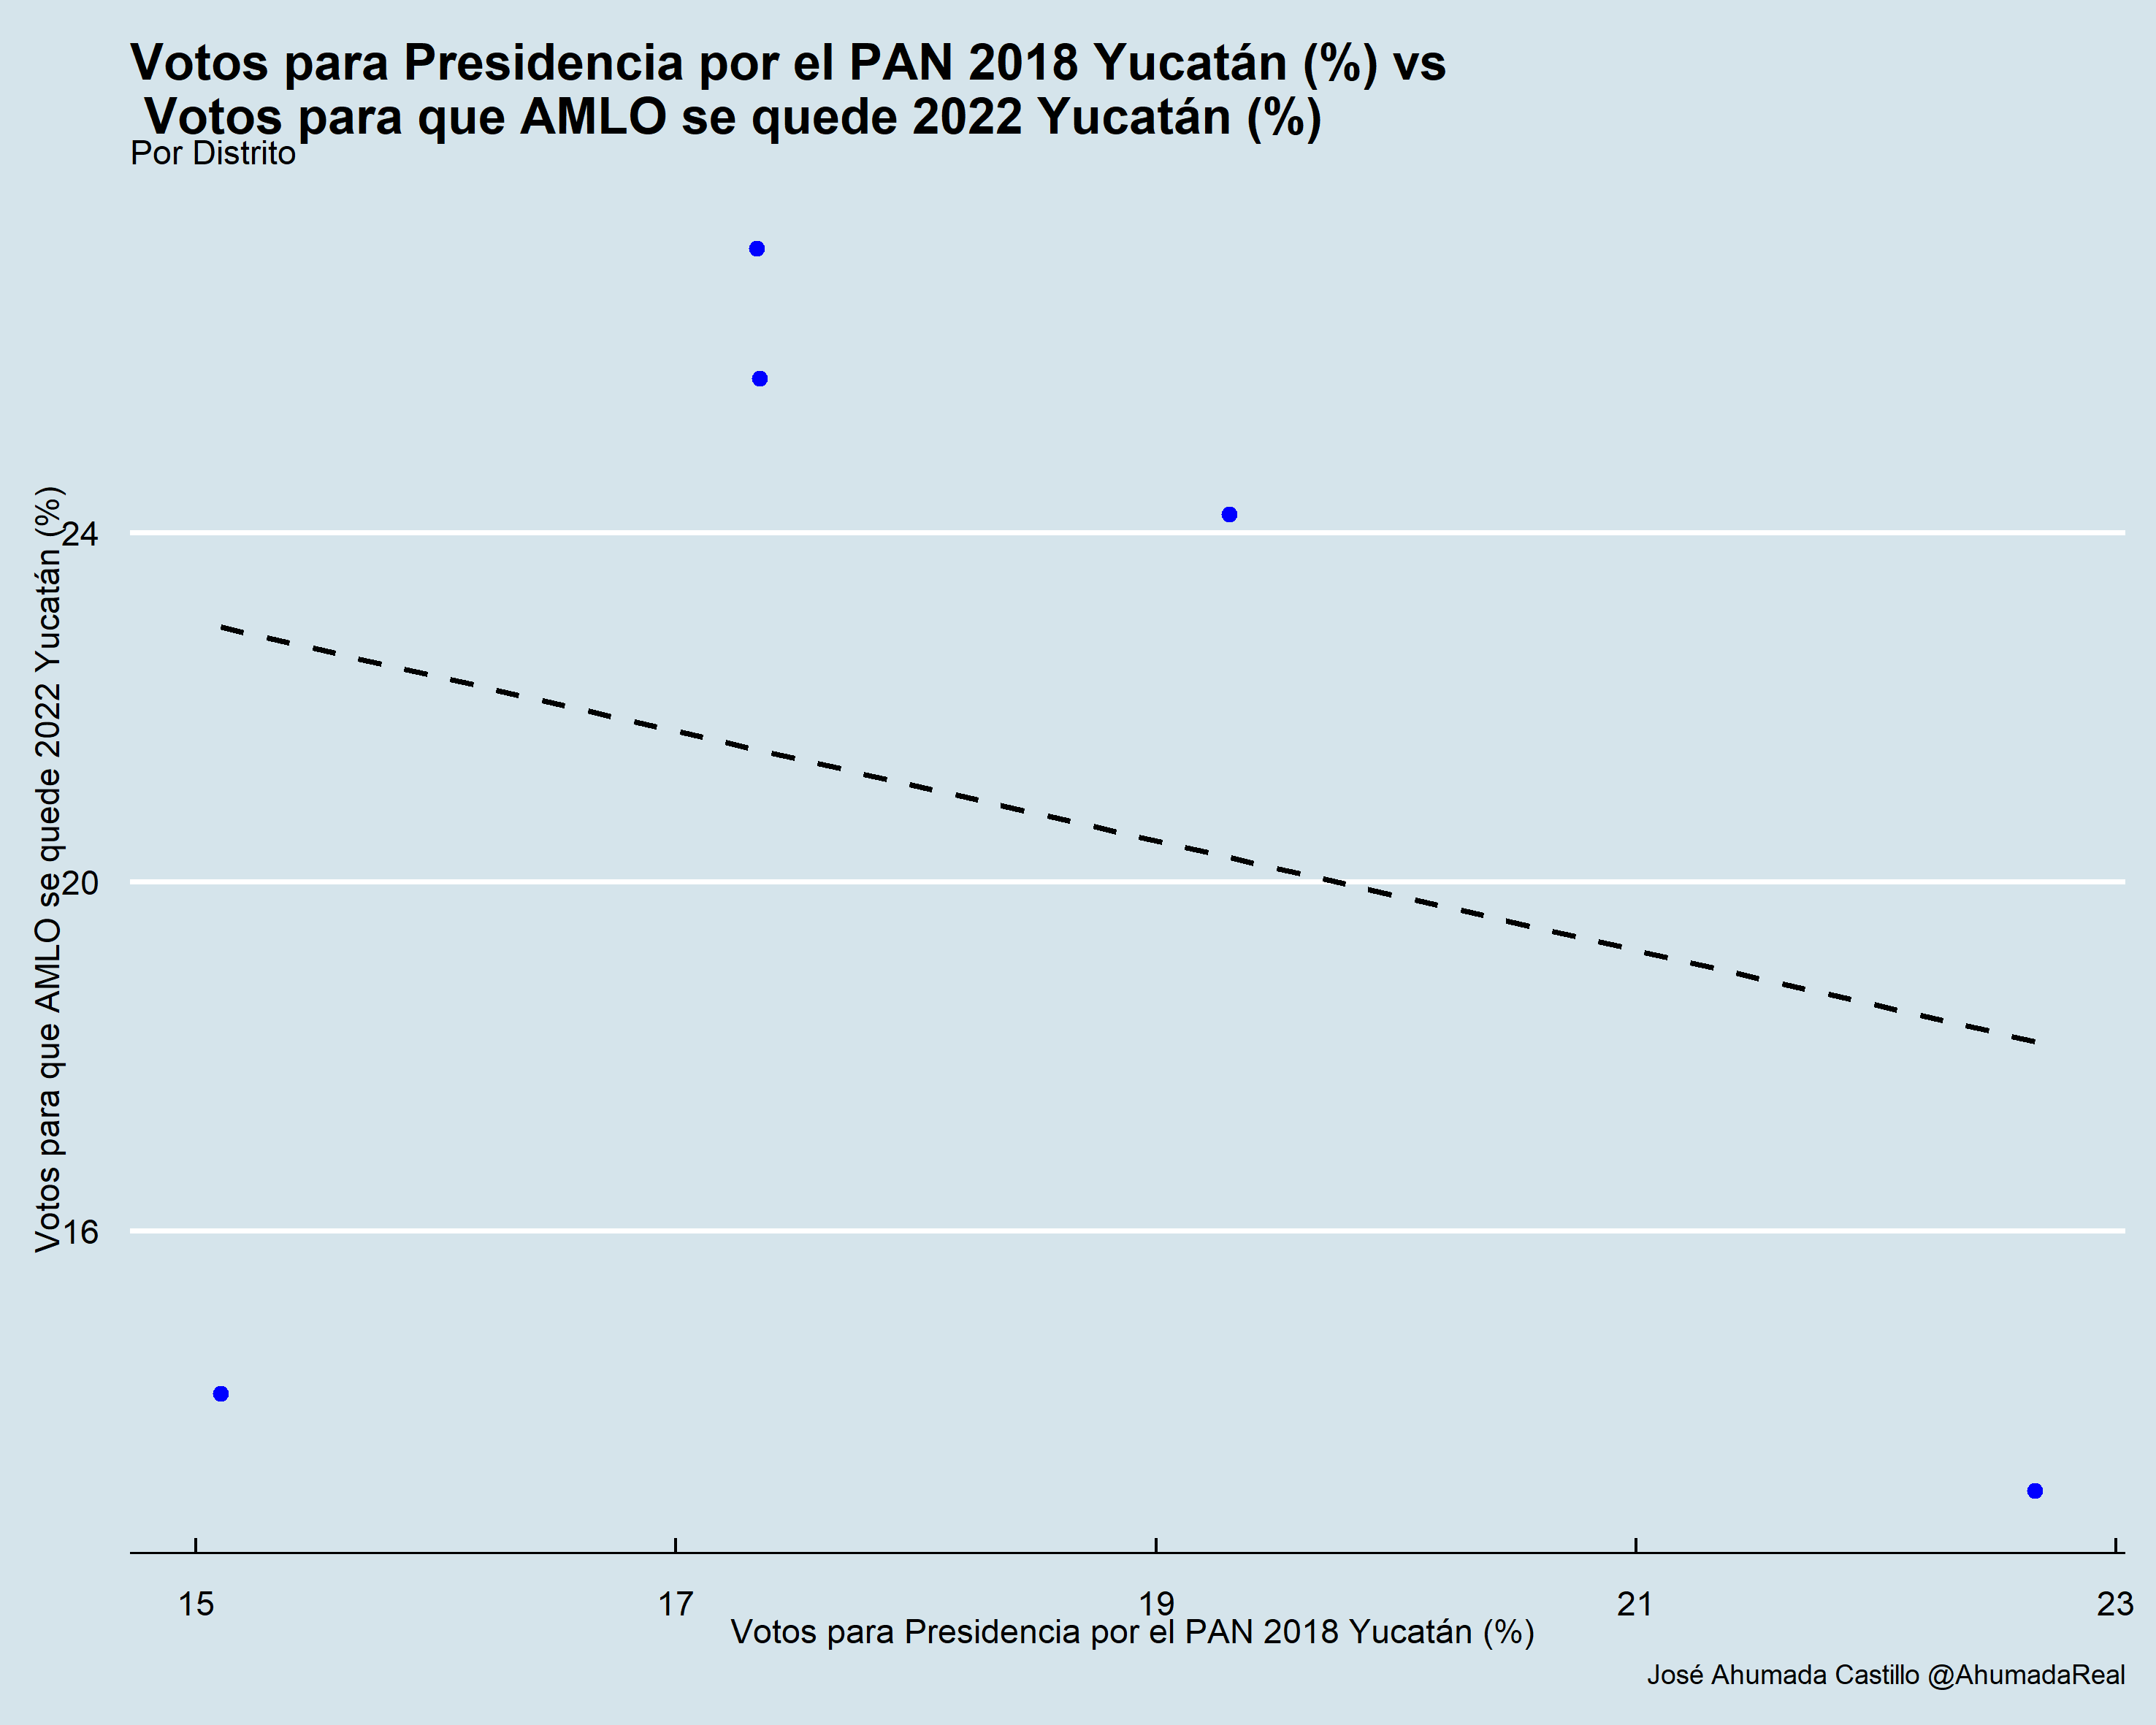 Votos para Presidencia por el PAN 2018 Yucatán (%) vs
Votos para que AMLO se quede 2022 Yucatán (%)
Por Distrito
Votos para que AMLO se quede 2022 Yucatán (%)
24
20
16
15 17 19 21 23
Votos para Presidencia por el PAN 2018 Yucatán (%)
José Ahumada Castillo @AhumadaReal